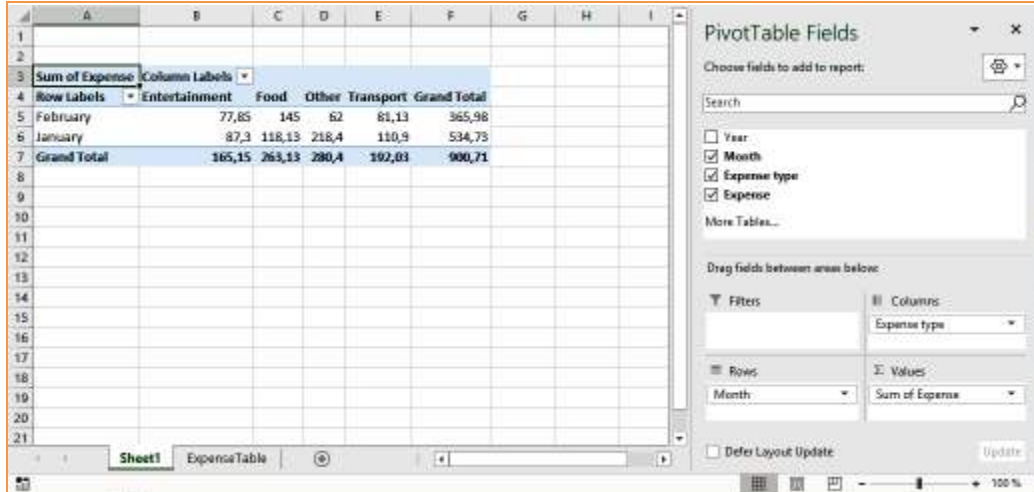 A B C D E F G H I
1
2
3 Sum of Expense Column Labels
4 Row Labels Entertainment Food Other Transport Grand Total
5 February 77,85 145 62 81,13 365,98
6 January 87,3 118,13 218,4 110,9 534,73
7 Grand Total 165,15 263,13 280,4 192,03 900,71
8
9
10
11
12
13
14
15
16
17
18
19
20
21
Sheet1 ExpenseTable
PivotTable Fields
Choose fields to add to report:
Search
Year
Month
Expense type
Expense
More Tables...
Drag fields between areas below:
Filters Columns
Expense type
Rows Σ Values
Month Sum of Expense
Defer Layout Update Update
100 %